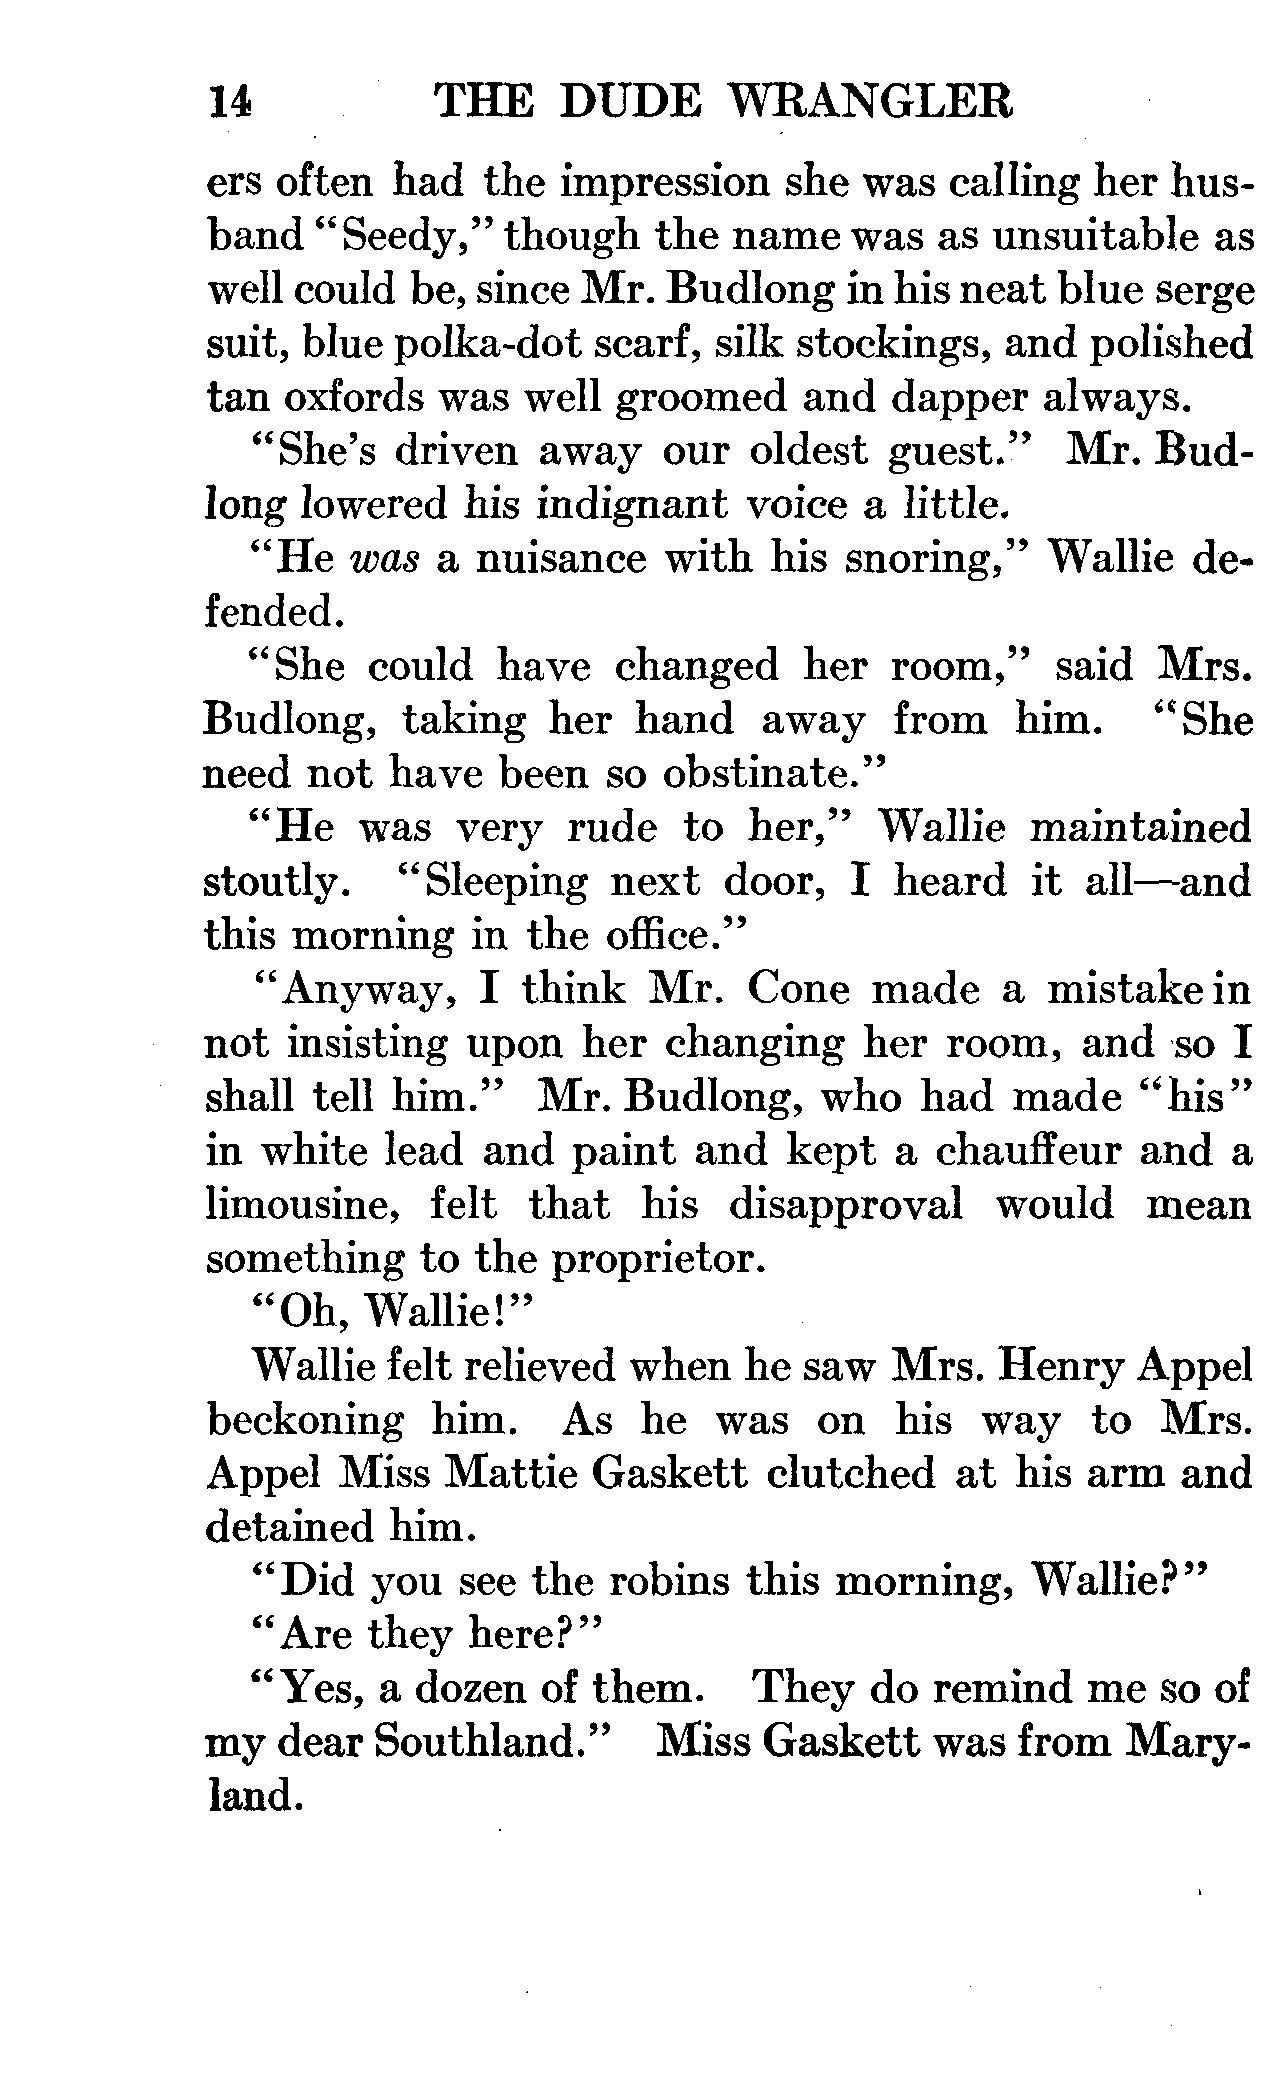 14 THE DUDE WRANGLER
ers often had the impression she was calling her hus-
band "Seedy," though the name was as unsuitable as
well could be, since Mr. Budlong in his neat blue serge
suit, blue polka-dot scarf, silk stockings, and polished
tan oxfords was well groomed and dapper always.
"She's driven away our oldest guest." Mr. Bud-
long lowered his indignant voice a little.
"He was a nuisance with his snoring," Wallie de-
fended.
"She could have changed her room," said Mrs.
Budlong, taking her hand away from him. "She
need not have been so obstinate."
"He was very rude to her," Wallie maintained
stoutly. "Sleeping next door, I heard it all—and
this morning in the office."
"Anyway, I think Mr. Cone made a mistake in
not insisting upon her changing her room, and so I
shall tell him." Mr. Budlong, who had made "his"
in white lead and paint and kept a chauffeur and a
limousine, felt that his disapproval would mean
something to the proprietor.
"Oh, Wallie!"
Wallie felt relieved when he saw Mrs. Henry Appel
beckoning him. As he was on his way to Mrs.
Appel Miss Mattie Gaskett clutched at his arm and
detained him.
"Did you see the robins this morning, Wallie?"
"Are they here?"
"Yes, a dozen of them. They do remind me so of
my dear Southland." Miss Gaskett was from Mary-
land.